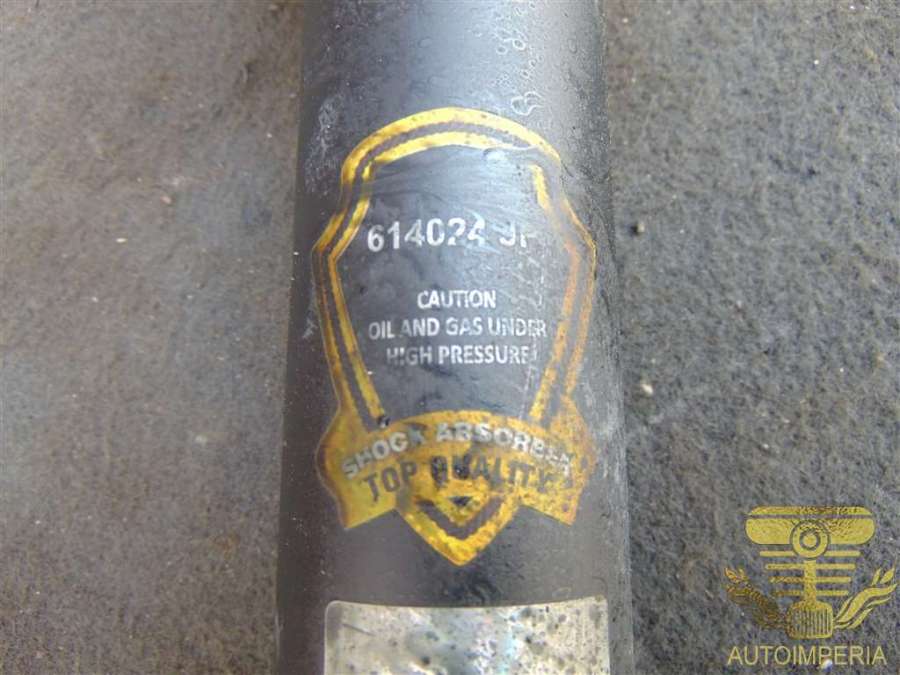 614024
CAUTION
OIL AND GAS UNDER
HIGH PRESSURE
SHOCK ABSORBER
TOP QUALITY
AUTOIMPERIA